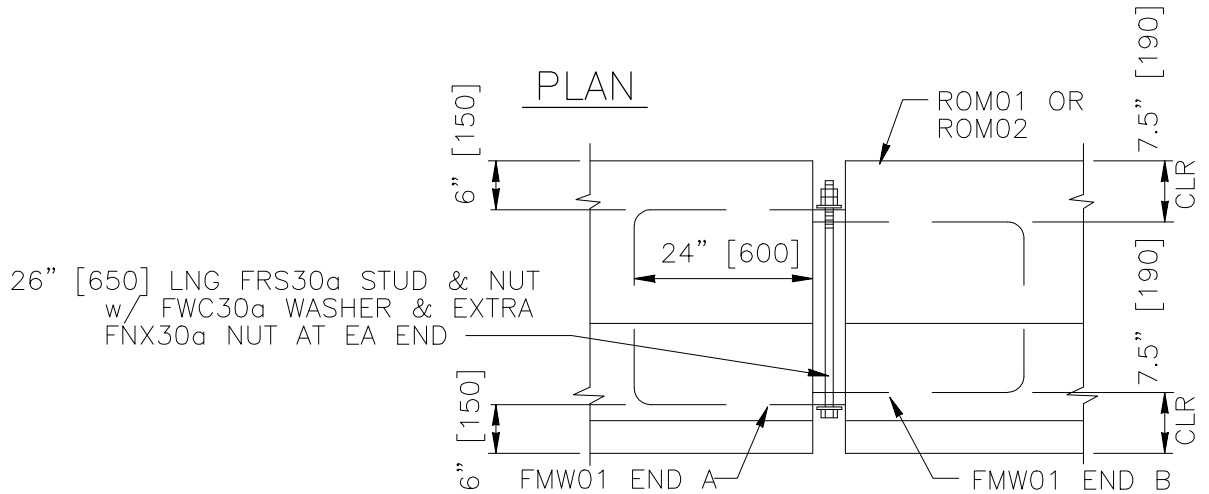 PLAN
6” [150]
ROM01 OR
ROM02
7.5” [190]
CLR
24” [600]
26” [650] LNG FRS30a STUD & NUT
w/ FWC30a WASHER & EXTRA
FNX30a NUT AT EA END
7.5” [190]
CLR
6” [150]
FMW01 END A
FMW01 END B